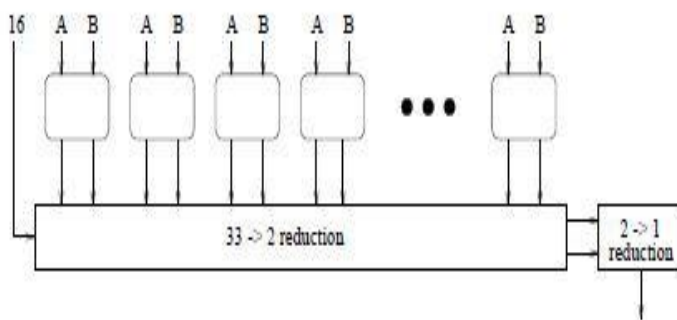 16 A B A B A B A B A B
33 -> 2 reduction
2 -> 1
reduction